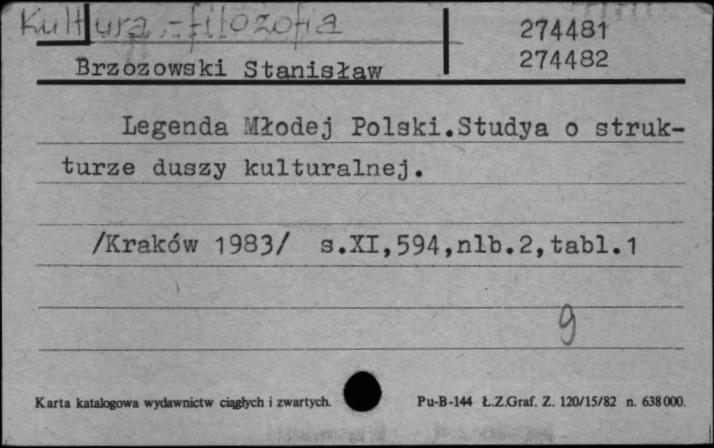 Kultura - filozofia
274481
274482
Brzozowski Stanisław
Legenda Młodej Polski.Studya o struk-
turze duszy kulturalnej.
/Kraków 1983/ s.XI,594,nlb.2,tabl.1
9
Karta katalogowa wydawnictw ciągłych i zwartych.
Pu-B-144 Ł.Z.Graf. Z. 120/15/82 n. 638000.